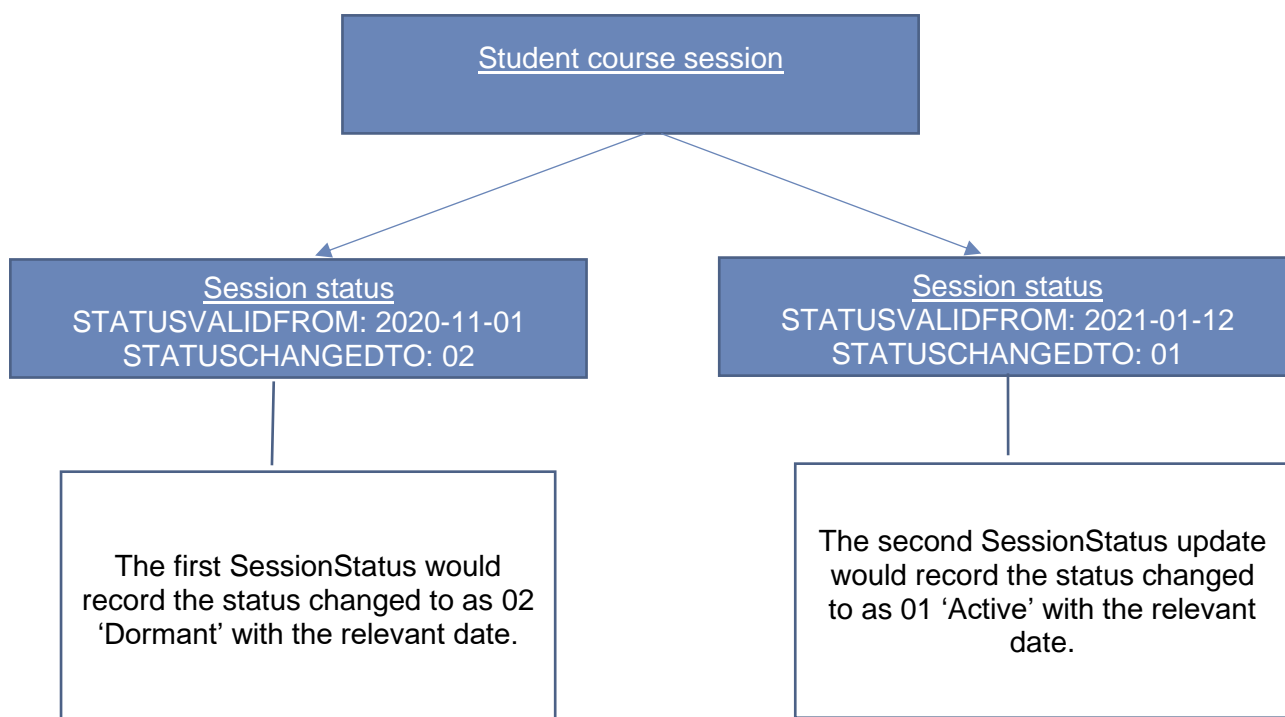 Student course session
Session status
STATUSVALIDFROM: 2020-11-01
STATUSCHANGEDTO: 02
Session status
STATUSVALIDFROM: 2021-01-12
STATUSCHANGEDTO: 01
The first SessionStatus would
record the status changed to as 02
‘Dormant’ with the relevant date.
The second SessionStatus update
would record the status changed
to as 01 ‘Active’ with the relevant
date.